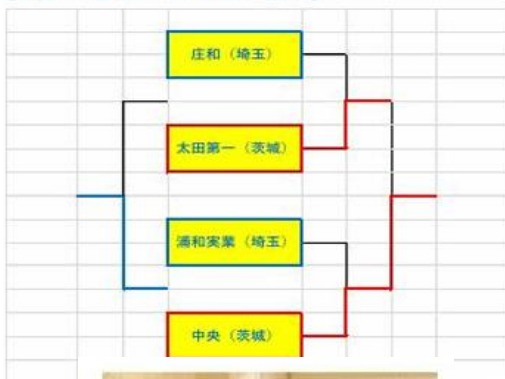 庄和（埼玉）
太田第一（茨城）
浦和実業（埼玉）
中央（茨城）